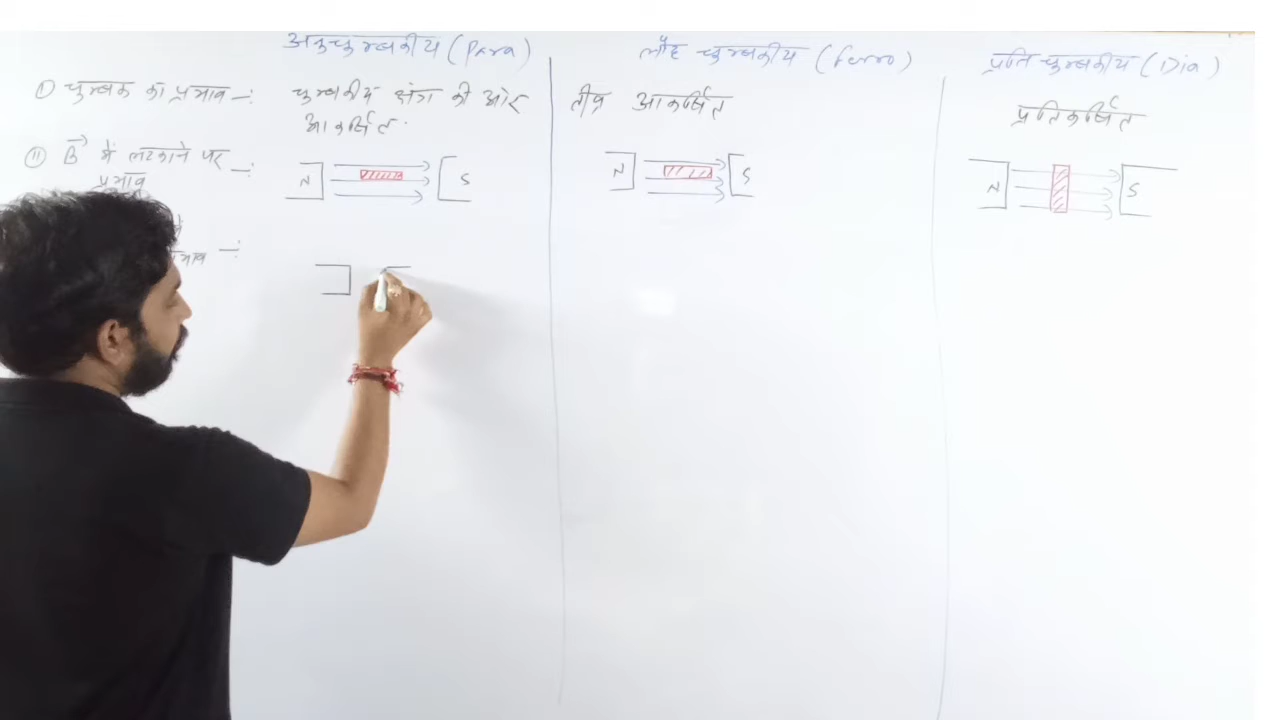 अनुचुम्बकीय (Para)
लौह चुम्बकीय (ferro)
प्रति चुम्बकीय (Dia)
① चुम्बक का प्रभाव -:
चुम्बकीय क्षेत्र की ओर
आकर्षित.
तीव्र आकर्षित
प्रतिकर्षित
② B में लटकाने पर
प्रभाव -:
N S
N S
N S
प्रभाव -: